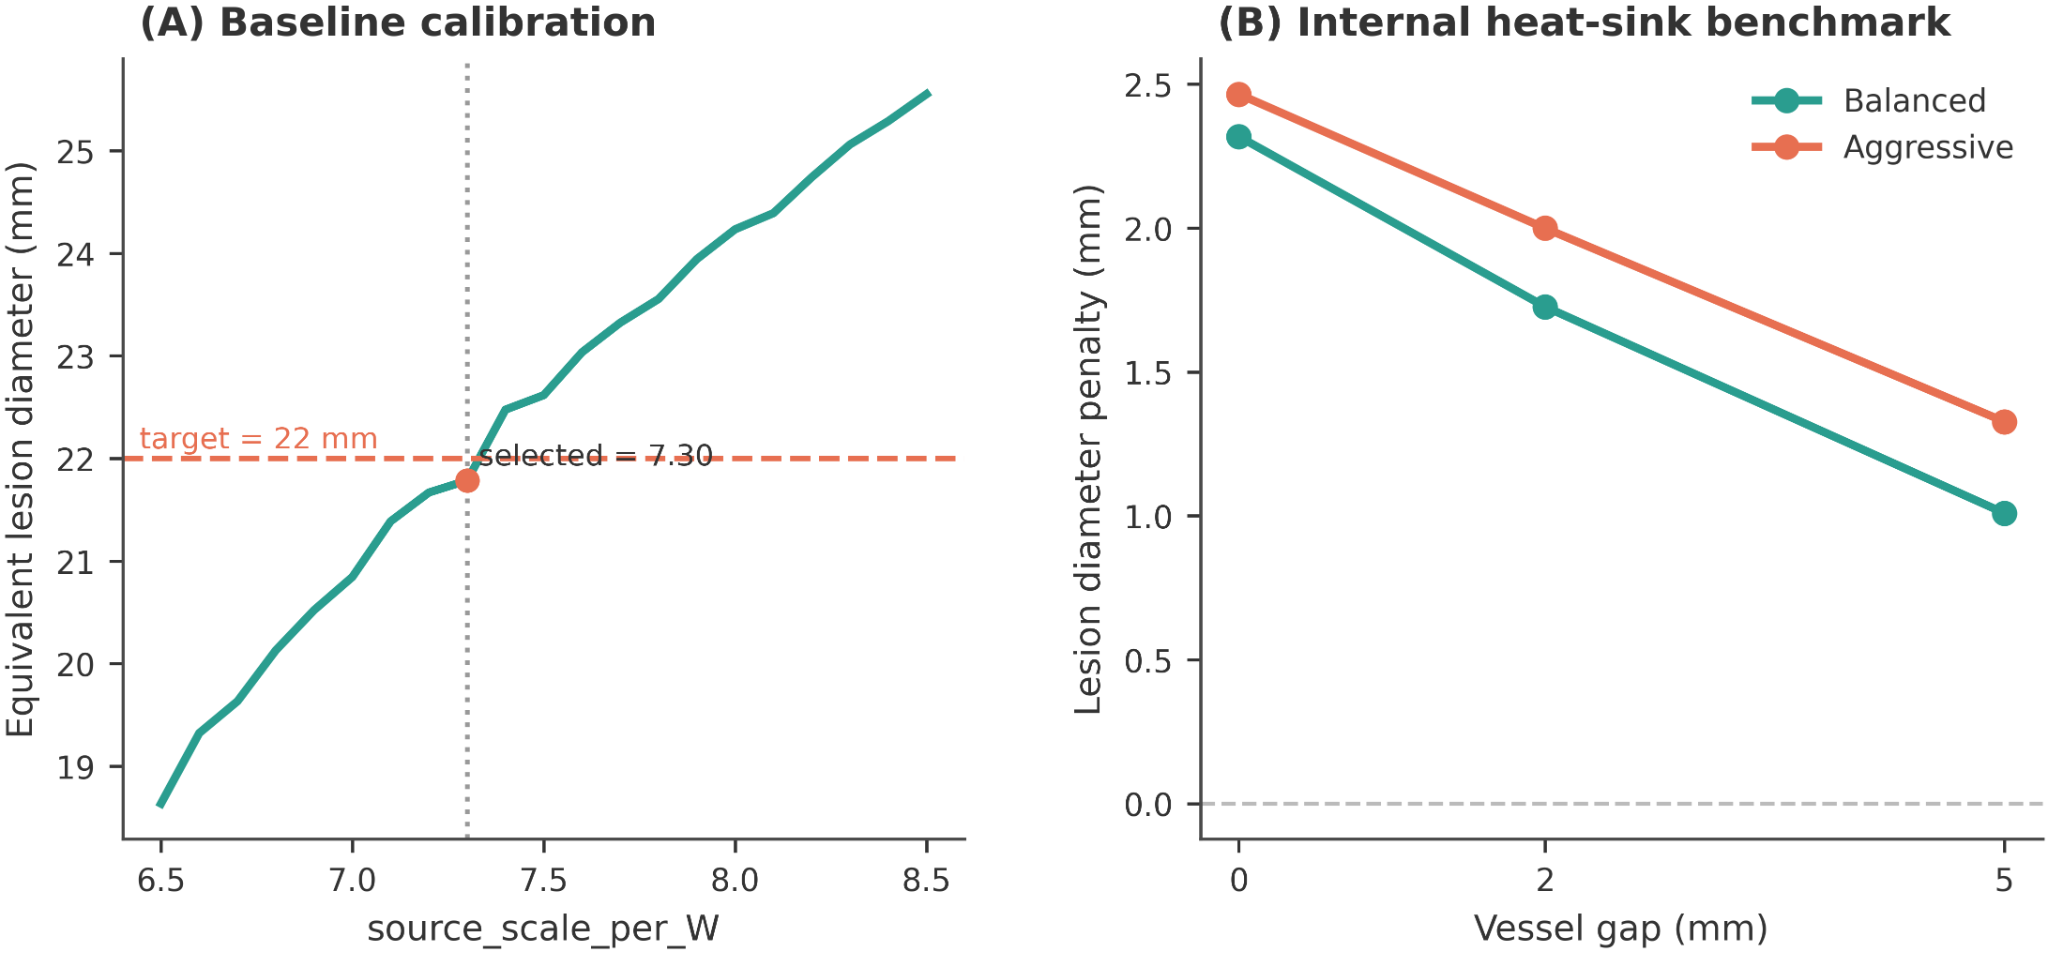 (A) Baseline calibration
Equivalent lesion diameter (mm)
25
24
23
22
21
20
19
target = 22 mm
selected = 7.30
6.5 7.0 7.5 8.0 8.5
source_scale_per_W
(B) Internal heat-sink benchmark
Lesion diameter penalty (mm)
2.5
2.0
1.5
1.0
0.5
0.0
Balanced
Aggressive
0 2 5
Vessel gap (mm)